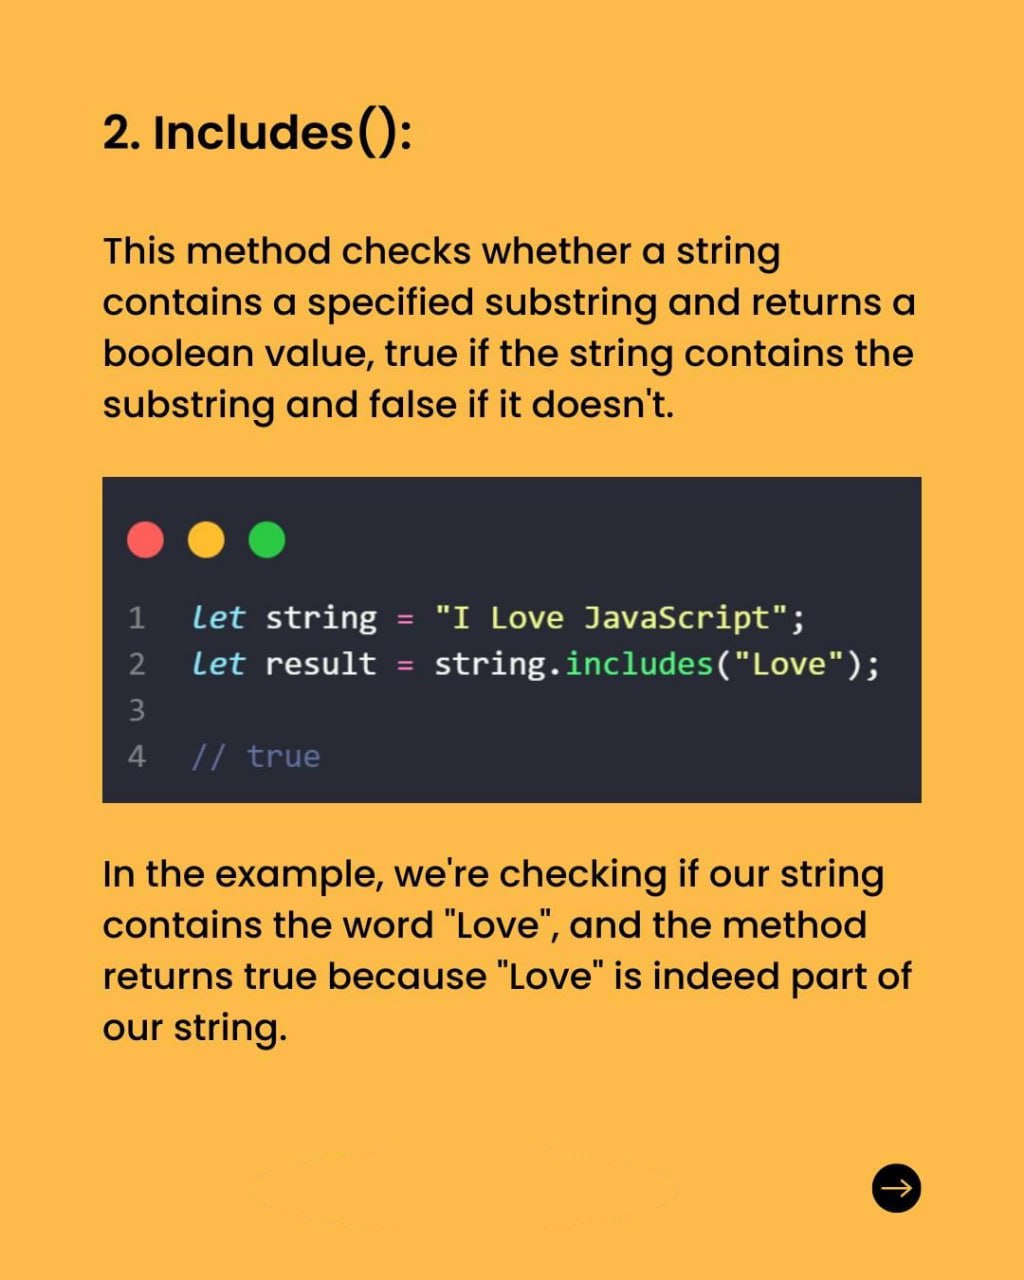 2. Includes():
This method checks whether a string
contains a specified substring and returns a
boolean value, true if the string contains the
substring and false if it doesn't.
1 let string = "I Love JavaScript";
2 let result = string.includes("Love");
3
4 // true
In the example, we're checking if our string
contains the word "Love", and the method
returns true because "Love" is indeed part of
our string.